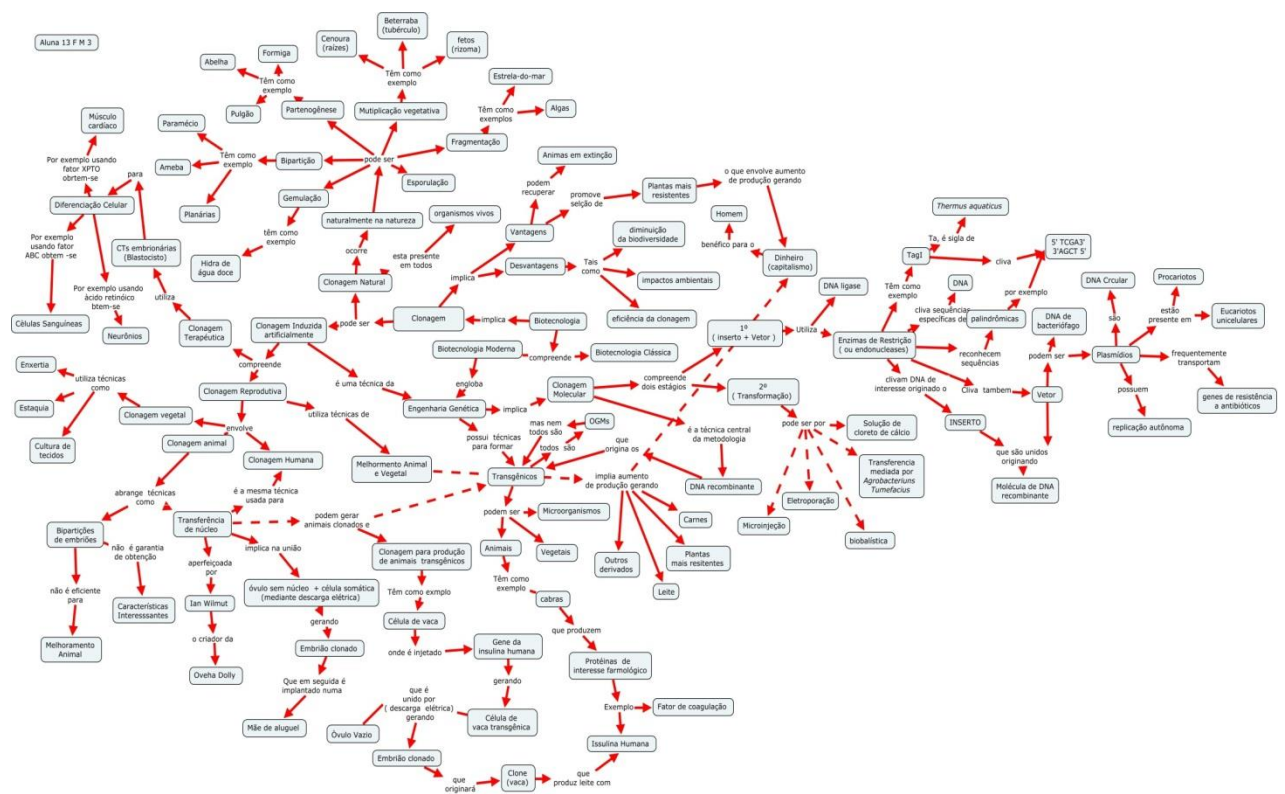 Aluna 13 F M 3
Beterraba
(tubérculo)
Cenoura
(raízes)
fetos
(rizoma)
Têm como
exemplo
Formiga
Abelha
Têm como
exemplo
Pulgão
Partenogênese
Mutiplicação vegetativa
Estrela-do-mar
Têm como
exemplos
Algas
Fragmentação
Músculo
cardíaco
Paramécio
Têm como
exemplo
Ameba
Planárias
Bipartição
pode ser
Esporulação
Gemulação
têm como
exemplo
Hidra de
água doce
naturalmente na natureza
ocorre
Clonagem Natural
esta presente
em todos
organismos vivos
Por exemplo usando
fator XPTO
obrtem-se
para
Diferenciação Celular
Por exemplo
usando fator
ABC obtem -se
CTs embrionárias
(Blastocisto)
Por exemplo usando
ácido retinóico
btem-se
Células Sanguíneas
Neurônios
utiliza
Clonagem
Terapêutica
Animas em extinção
podem
recuperar
promove
selção de
Plantas mais
resistentes
o que envolve aumento
de produção gerando
Vantagens
Homem
benéfico para o
Dinheiro
(capitalismo)
diminuição
da biodiversidade
Desvantagens
Tais
como
impactos ambientais
eficiência da clonagem
implica
Clonagem
pode ser
Clonagem Induzida
artificialmente
implica
Biotecnologia
compreende
Biotecnologia Moderna
Biotecnologia Clássica
engloba
compreende
Clonagem Reprodutiva
é uma técnica da
Engenharia Genética
implica
Clonagem
Molecular
compreende
dois estágios
1º
( inserto + Vetor )
Utiliza
DNA ligase
2º
( Transformação)
Thermus aquaticus
Ta, é sigla de
TagI
cliva
5' TCGA3'
3'AGCT 5'
Têm como
exemplo
DNA
cliva sequências
específicas de
por exemplo
palindrômicas
Enzimas de Restrição
( ou endonucleases)
reconhecem
sequências
clivam DNA de
interesse originado o
Cliva também
Vetor
INSERTO
que são unidos
originando
Molécula de DNA
recombinante
DNA de
bacteriófago
podem ser
DNA Crcular
são
Procariotos
estão
presente em
Eucariotos
unicelulares
Plasmídios
frequentemente
transportam
genes de resistência
a antibióticos
possuem
replicação autônoma
Enxertia
utiliza técnicas
como
Estaquia
Cultura de
tecidos
Clonagem vegetal
envolve
Clonagem animal
Clonagem Humana
utiliza técnicas de
Melhormento Animal
e Vegetal
possui técnicas
para formar
mas nem
todos são
OGMs
todos são
que
origina os
é a técnica central
da metodologia
DNA recombinante
Transgênicos
implia aumento
de produção gerando
Carnes
Plantas
mais resitentes
Leite
Outros
derivados
pode ser por
Solução de
cloreto de cálcio
Transferencia
mediada por
Agrobacteriuns
Tumefacius
Eletroporação
Microinjeção
biobalística
abrange técnicas
como
é a mesma técnica
usada para
Transferência
de núcleo
podem gerar
animais clonados e
Bipartições
de embriões
não é garantia
de obtenção
não é eficiente
para
Características
Interesssantes
Melhoramento
Animal
aperfeiçoada
por
Ian Wilmut
o criador da
Oveha Dolly
implica na união
óvulo sem núcleo + célula somática
(mediante descarga elétrica)
gerando
Embrião clonado
Que em seguida é
implantado numa
Mãe de aluguel
Clonagem para produção
de animais transgênicos
Têm como exmplo
Célula de vaca
onde é injetado
Gene da
insulina humana
gerando
Célula de
vaca transgênica
que é
unido por
( descarga elétrica)
gerando
Óvulo Vazio
Embrião clonado
que
originará
Clone
(vaca)
que
produz leite com
podem ser
Microorganismos
Animais
Vegetais
Têm como
exemplo
cabras
que produzem
Protéinas de
interesse farmológico
Exemplo
Fator de coagulação
Issulina Humana